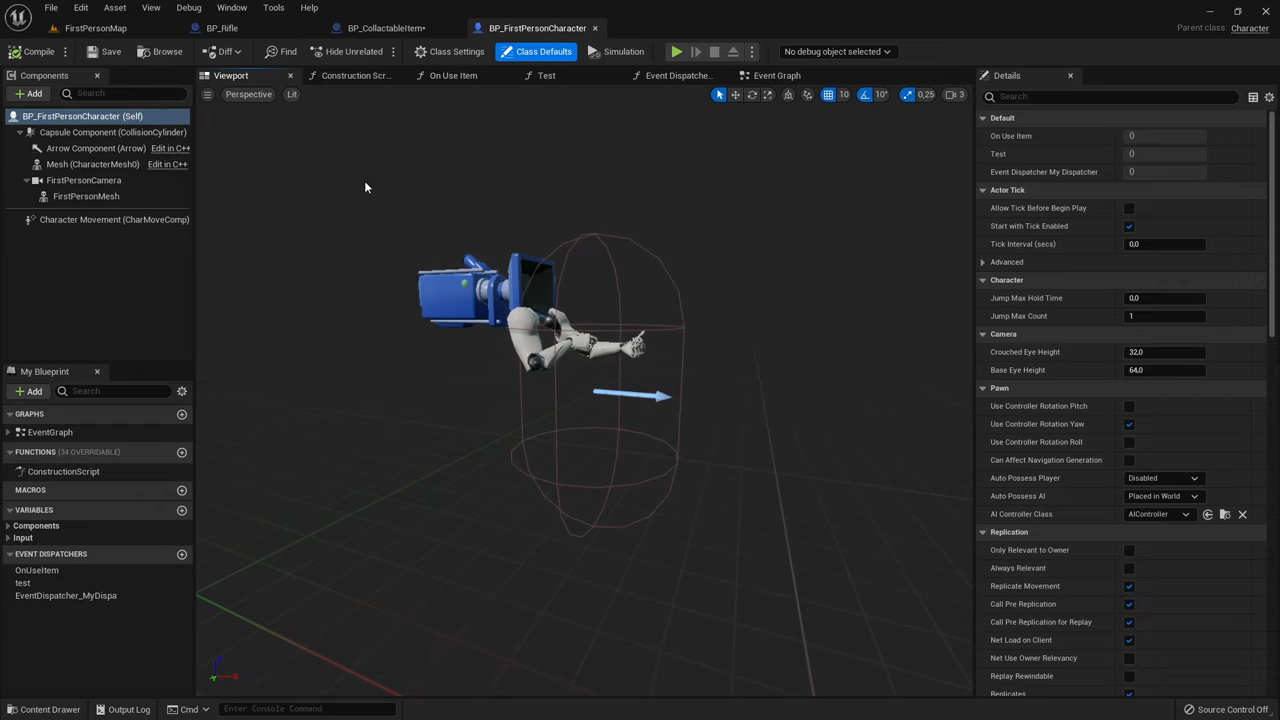 File Edit Asset View Debug Window Tools Help
FirstPersonMap BP_Rifle BP_CollectableItem* BP_FirstPersonCharacter Parent class: Character
Compile Save Browse Diff Find Hide Unrelated Class Settings Class Defaults Simulation No debug object selected
Components Viewport Construction Scr... On Use Item Test Event Dispatche... Event Graph Details
Add Search Perspective Lit 10 10° 0,25 3 Search
BP_FirstPersonCharacter (Self)
Capsule Component (CollisionCylinder)
Arrow Component (Arrow) Edit in C++
Mesh (CharacterMesh0) Edit in C++
FirstPersonCamera
FirstPersonMesh
Character Movement (CharMoveComp)
My Blueprint
Add Search
GRAPHS
EventGraph
FUNCTIONS (34 OVERRIDABLE)
ConstructionScript
MACROS
VARIABLES
Components
Input
EVENT DISPATCHERS
OnUseItem
test
EventDispatcher_MyDispa
Default
On Use Item ()
Test ()
Event Dispatcher My Dispatcher ()
Actor Tick
Allow Tick Before Begin Play
Start with Tick Enabled
Tick Interval (secs) 0,0
Advanced
Character
Jump Max Hold Time 0,0
Jump Max Count 1
Camera
Crouched Eye Height 32,0
Base Eye Height 64,0
Pawn
Use Controller Rotation Pitch
Use Controller Rotation Yaw
Use Controller Rotation Roll
Can Affect Navigation Generation
Auto Possess Player Disabled
Auto Possess AI Placed in World
AI Controller Class AIController
Replication
Only Relevant to Owner
Always Relevant
Replicate Movement
Call Pre Replication
Call Pre Replication for Replay
Net Load on Client
Net Use Owner Relevancy
Replay Rewindable
Replicates
Content Drawer Output Log Cmd Enter Console Command Source Control Off